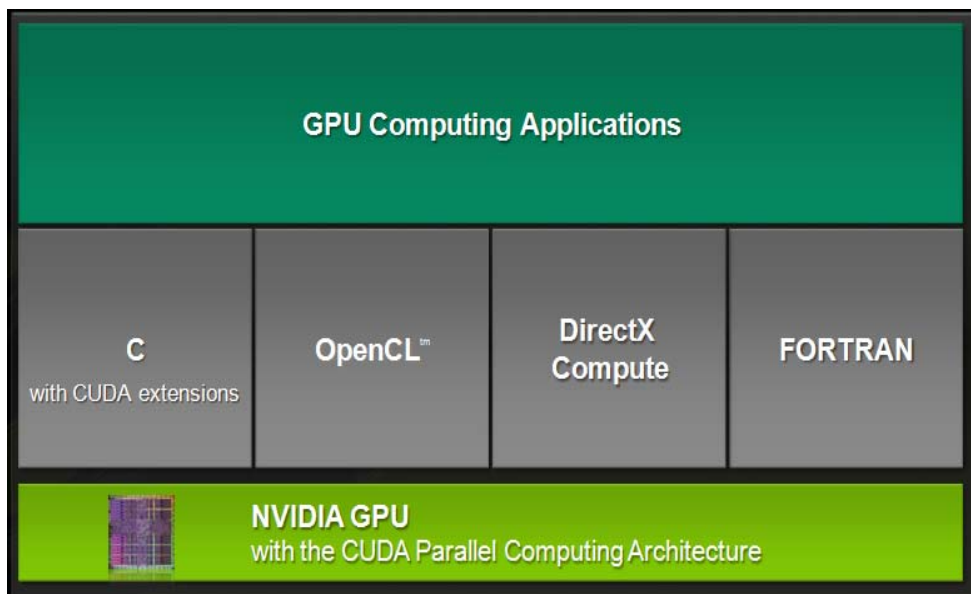 GPU Computing Applications
C
with CUDA extensions
OpenCL™
DirectX
Compute
FORTRAN
NVIDIA GPU
with the CUDA Parallel Computing Architecture